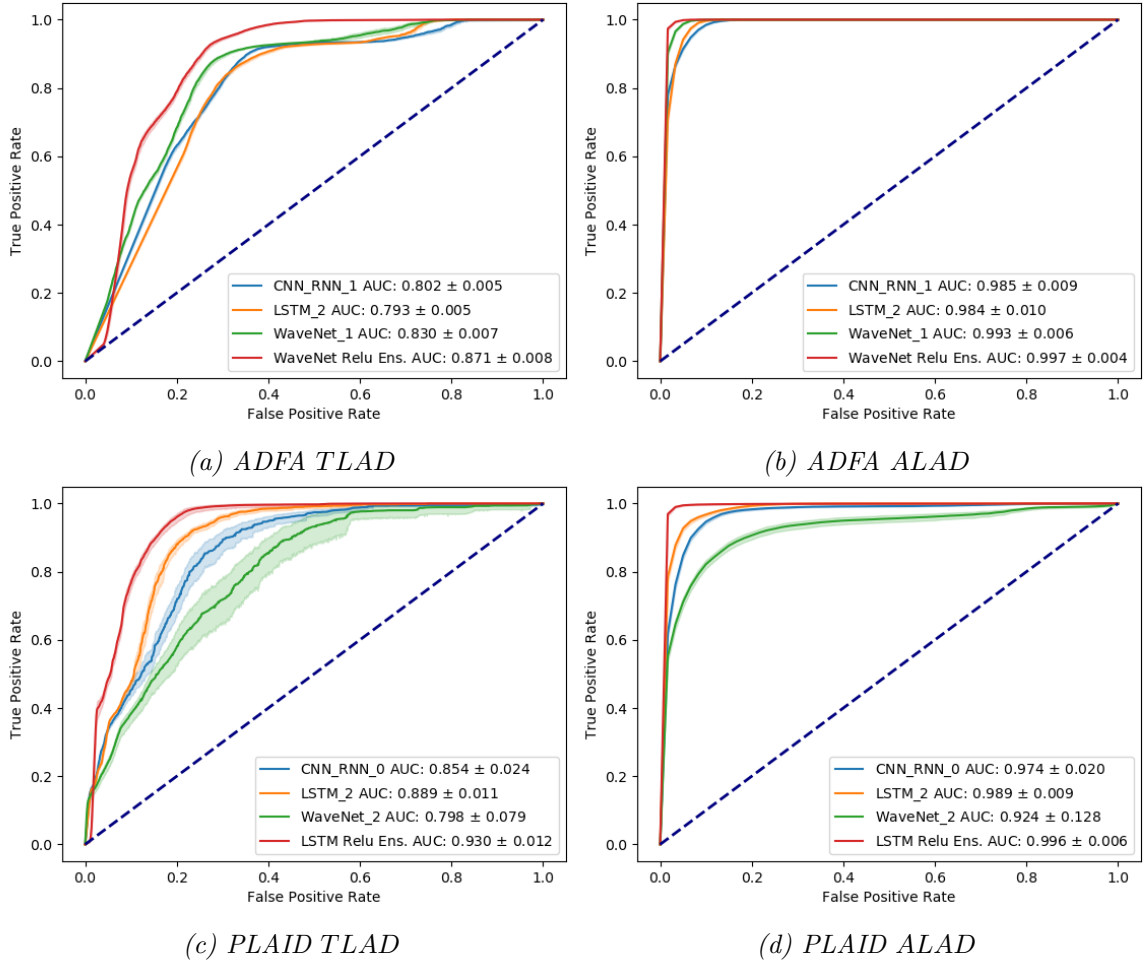 1.0
0.8
0.6
0.4
0.2
0.0
True Positive Rate
CNN_RNN_1 AUC: 0.802 ± 0.005
LSTM_2 AUC: 0.793 ± 0.005
WaveNet_1 AUC: 0.830 ± 0.007
WaveNet Relu Ens. AUC: 0.871 ± 0.008
0.0 0.2 0.4 0.6 0.8 1.0
False Positive Rate
(a) ADFA TLAD
1.0
0.8
0.6
0.4
0.2
0.0
True Positive Rate
CNN_RNN_1 AUC: 0.985 ± 0.009
LSTM_2 AUC: 0.984 ± 0.010
WaveNet_1 AUC: 0.993 ± 0.006
WaveNet Relu Ens. AUC: 0.997 ± 0.004
0.0 0.2 0.4 0.6 0.8 1.0
False Positive Rate
(b) ADFA ALAD
1.0
0.8
0.6
0.4
0.2
0.0
True Positive Rate
CNN_RNN_0 AUC: 0.854 ± 0.024
LSTM_2 AUC: 0.889 ± 0.011
WaveNet_2 AUC: 0.798 ± 0.079
LSTM Relu Ens. AUC: 0.930 ± 0.012
0.0 0.2 0.4 0.6 0.8 1.0
False Positive Rate
(c) PLAID TLAD
1.0
0.8
0.6
0.4
0.2
0.0
True Positive Rate
CNN_RNN_0 AUC: 0.974 ± 0.020
LSTM_2 AUC: 0.989 ± 0.009
WaveNet_2 AUC: 0.924 ± 0.128
LSTM Relu Ens. AUC: 0.996 ± 0.006
0.0 0.2 0.4 0.6 0.8 1.0
False Positive Rate
(d) PLAID ALAD